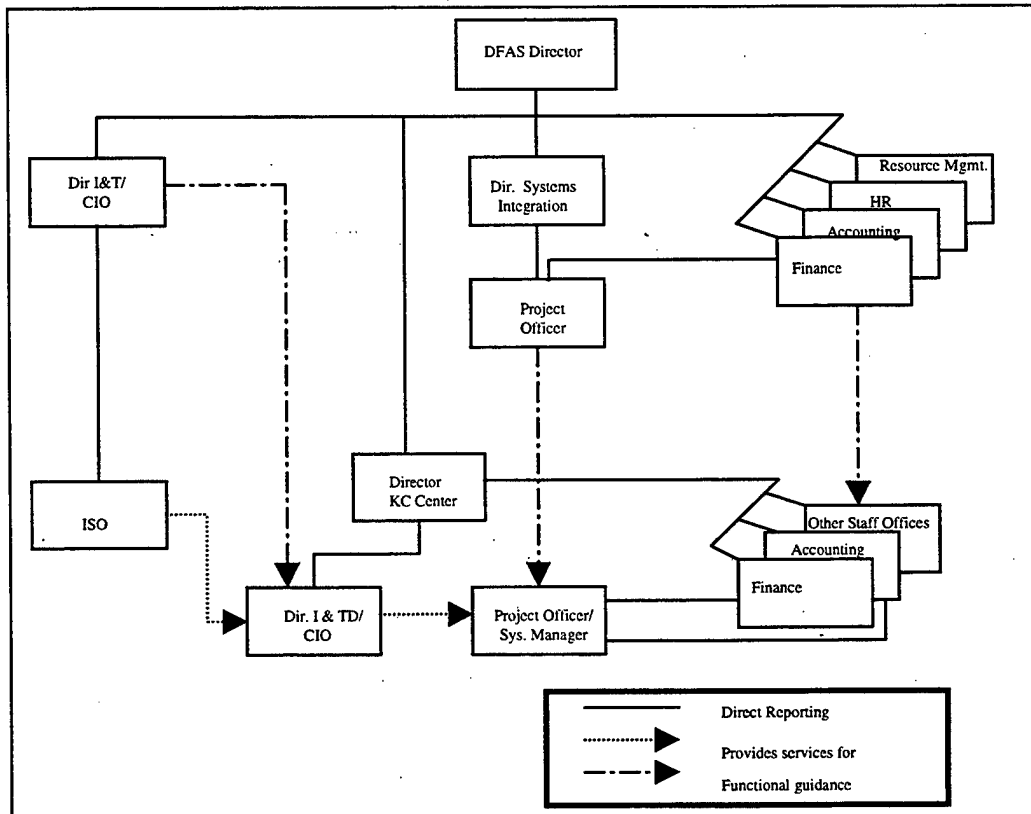 DFAS Director
Dir I&T/
CIO
Dir. Systems
Integration
Resource Mgmt.
HR
Accounting
Finance
Project
Officer
Director
KC Center
ISO
Other Staff Offices
Accounting
Finance
Dir. I & TD/
CIO
Project Officer/
Sys. Manager
Direct Reporting
Provides services for
Functional guidance